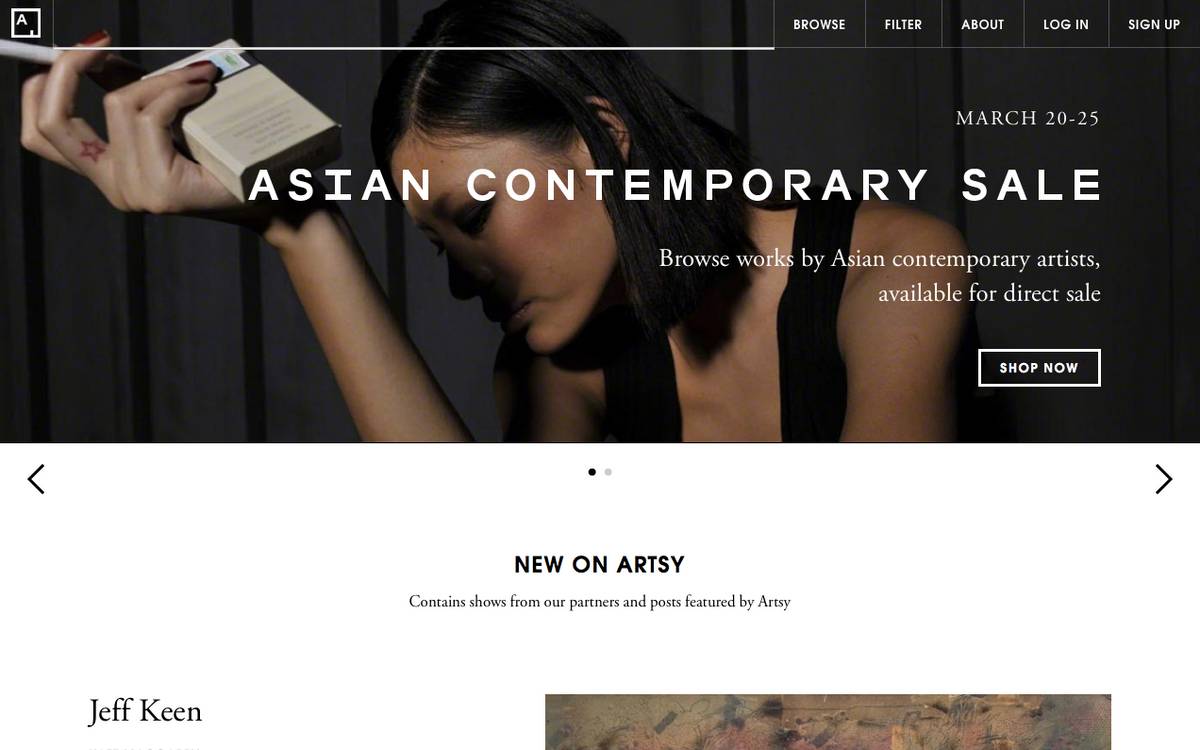 A
BROWSE
FILTER
ABOUT
LOG IN
SIGN UP
MARCH 20-25
ASIAN CONTEMPORARY SALE
Browse works by Asian contemporary artists,
available for direct sale
SHOP NOW
NEW ON ARTSY
Contains shows from our partners and posts featured by Artsy
Jeff Keen